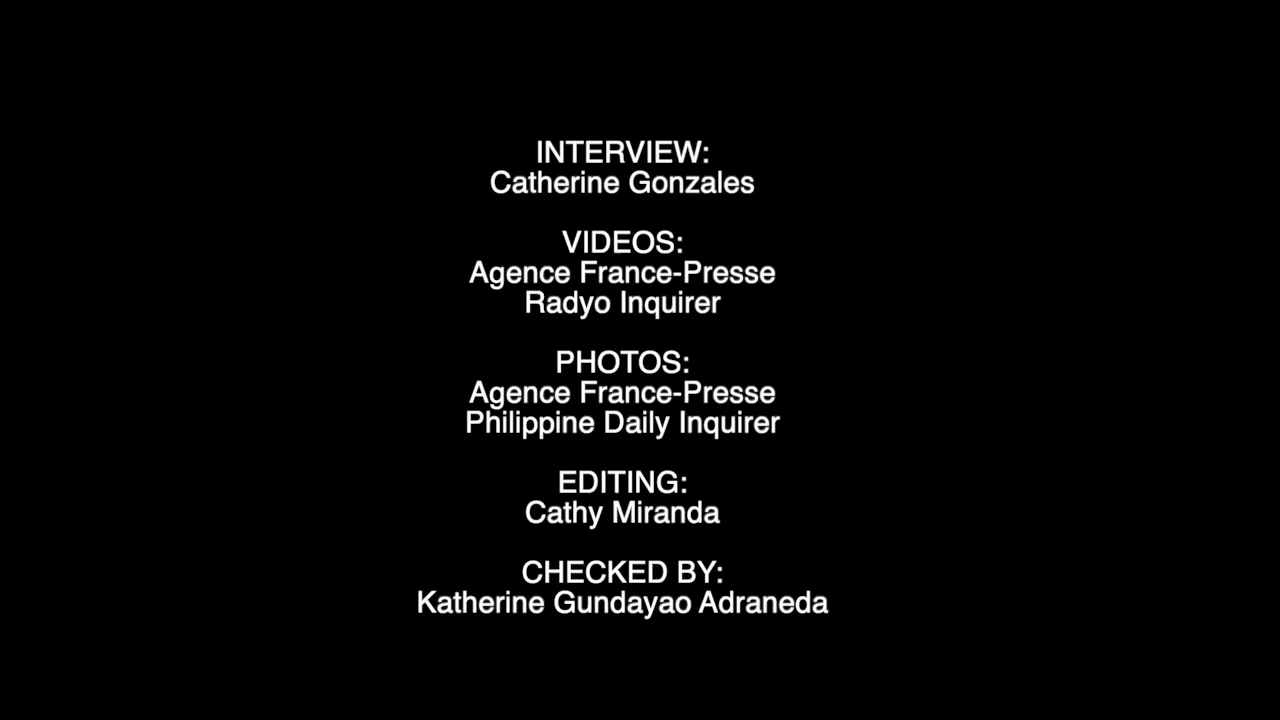 INTERVIEW:
Catherine Gonzales
VIDEOS:
Agence France-Presse
Radyo Inquirer
PHOTOS:
Agence France-Presse
Philippine Daily Inquirer
EDITING:
Cathy Miranda
CHECKED BY:
Katherine Gundayao Adraneda